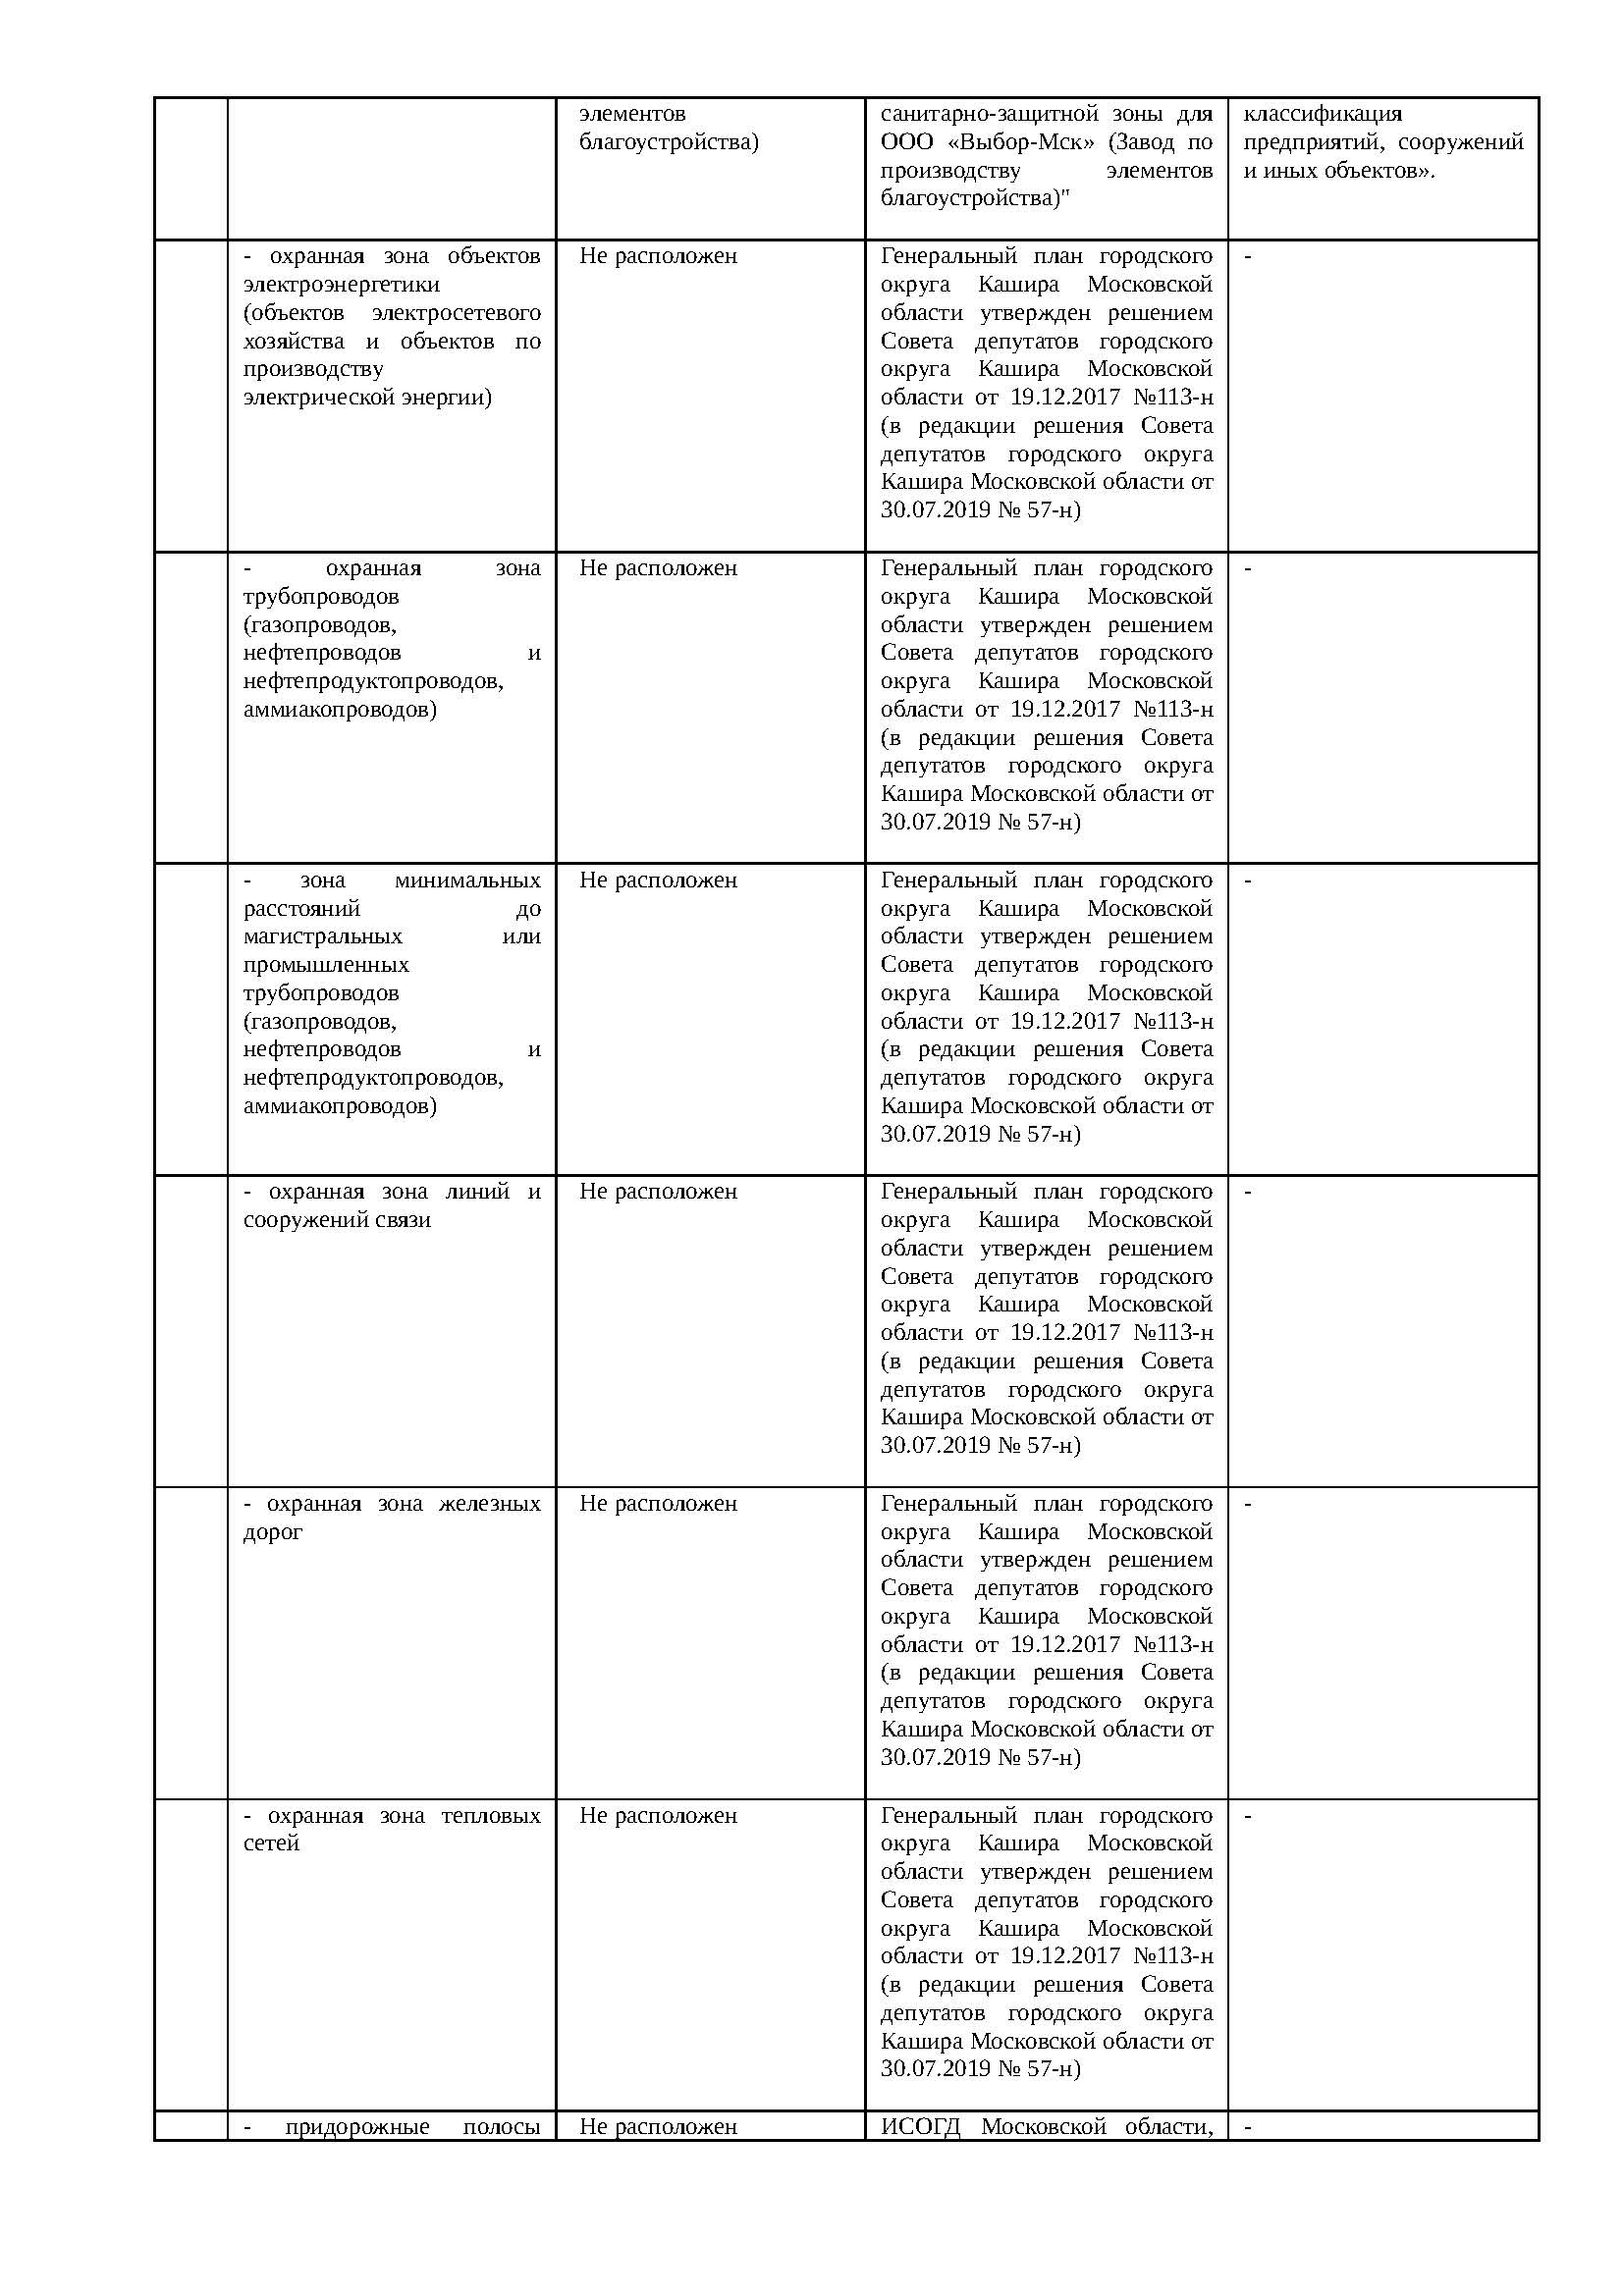 элементов
благоустройства)
санитарно-защитной зоны для
ООО «Выбор-Мск» (Завод по
производству элементов
благоустройства)"
классификация
предприятий, сооружений
и иных объектов».
- охранная зона объектов
электроэнергетики
(объектов электросетевого
хозяйства и объектов по
производству
электрической энергии)
Не расположен
Генеральный план городского
округа Кашира Московской
области утвержден решением
Совета депутатов городского
округа Кашира Московской
области от 19.12.2017 №113-н
(в редакции решения Совета
депутатов городского округа
Кашира Московской области от
30.07.2019 № 57-н)
-
- охранная зона
трубопроводов
(газопроводов,
нефтепроводов и
нефтепродуктопроводов,
аммиакопроводов)
Не расположен
Генеральный план городского
округа Кашира Московской
области утвержден решением
Совета депутатов городского
округа Кашира Московской
области от 19.12.2017 №113-н
(в редакции решения Совета
депутатов городского округа
Кашира Московской области от
30.07.2019 № 57-н)
-
- зона минимальных
расстояний до
магистральных или
промышленных
трубопроводов
(газопроводов,
нефтепроводов и
нефтепродуктопроводов,
аммиакопроводов)
Не расположен
Генеральный план городского
округа Кашира Московской
области утвержден решением
Совета депутатов городского
округа Кашира Московской
области от 19.12.2017 №113-н
(в редакции решения Совета
депутатов городского округа
Кашира Московской области от
30.07.2019 № 57-н)
-
- охранная зона линий и
сооружений связи
Не расположен
Генеральный план городского
округа Кашира Московской
области утвержден решением
Совета депутатов городского
округа Кашира Московской
области от 19.12.2017 №113-н
(в редакции решения Совета
депутатов городского округа
Кашира Московской области от
30.07.2019 № 57-н)
-
- охранная зона железных
дорог
Не расположен
Генеральный план городского
округа Кашира Московской
области утвержден решением
Совета депутатов городского
округа Кашира Московской
области от 19.12.2017 №113-н
(в редакции решения Совета
депутатов городского округа
Кашира Московской области от
30.07.2019 № 57-н)
-
- охранная зона тепловых
сетей
Не расположен
Генеральный план городского
округа Кашира Московской
области утвержден решением
Совета депутатов городского
округа Кашира Московской
области от 19.12.2017 №113-н
(в редакции решения Совета
депутатов городского округа
Кашира Московской области от
30.07.2019 № 57-н)
-
- придорожные полосы
Не расположен
ИСОГД Московской области,
-